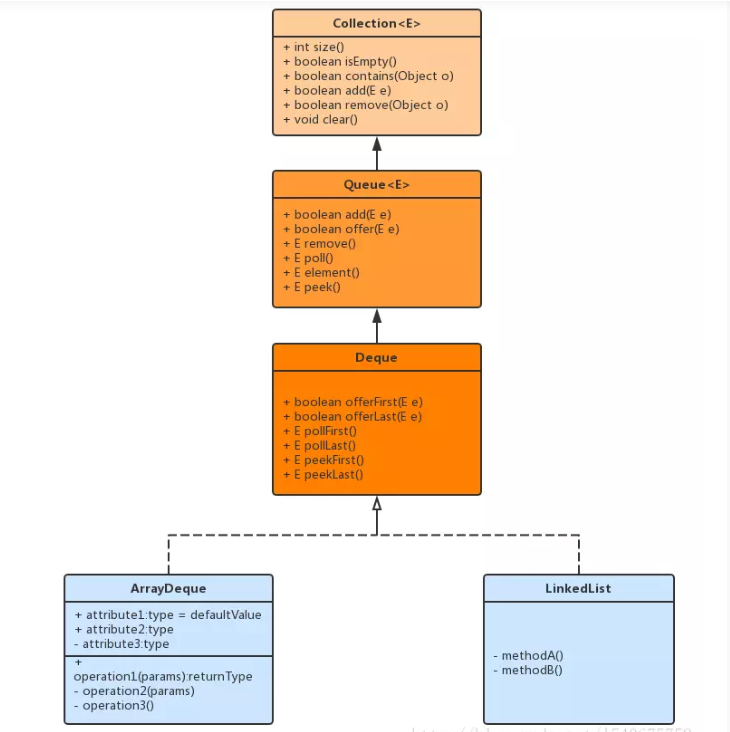 Collection<E>
+ int size()
+ boolean isEmpty()
+ boolean contains(Object o)
+ boolean add(E e)
+ boolean remove(Object o)
+ void clear()
Queue<E>
+ boolean add(E e)
+ boolean offer(E e)
+ E remove()
+ E poll()
+ E element()
+ E peek()
Deque
+ boolean offerFirst(E e)
+ boolean offerLast(E e)
+ E pollFirst()
+ E pollLast()
+ E peekFirst()
+ E peekLast()
ArrayDeque
+ attribute1:type = defaultValue
+ attribute2:type
- attribute3:type
+
operation1(params):returnType
- operation2(params)
- operation3()
LinkedList
- methodA()
- methodB()